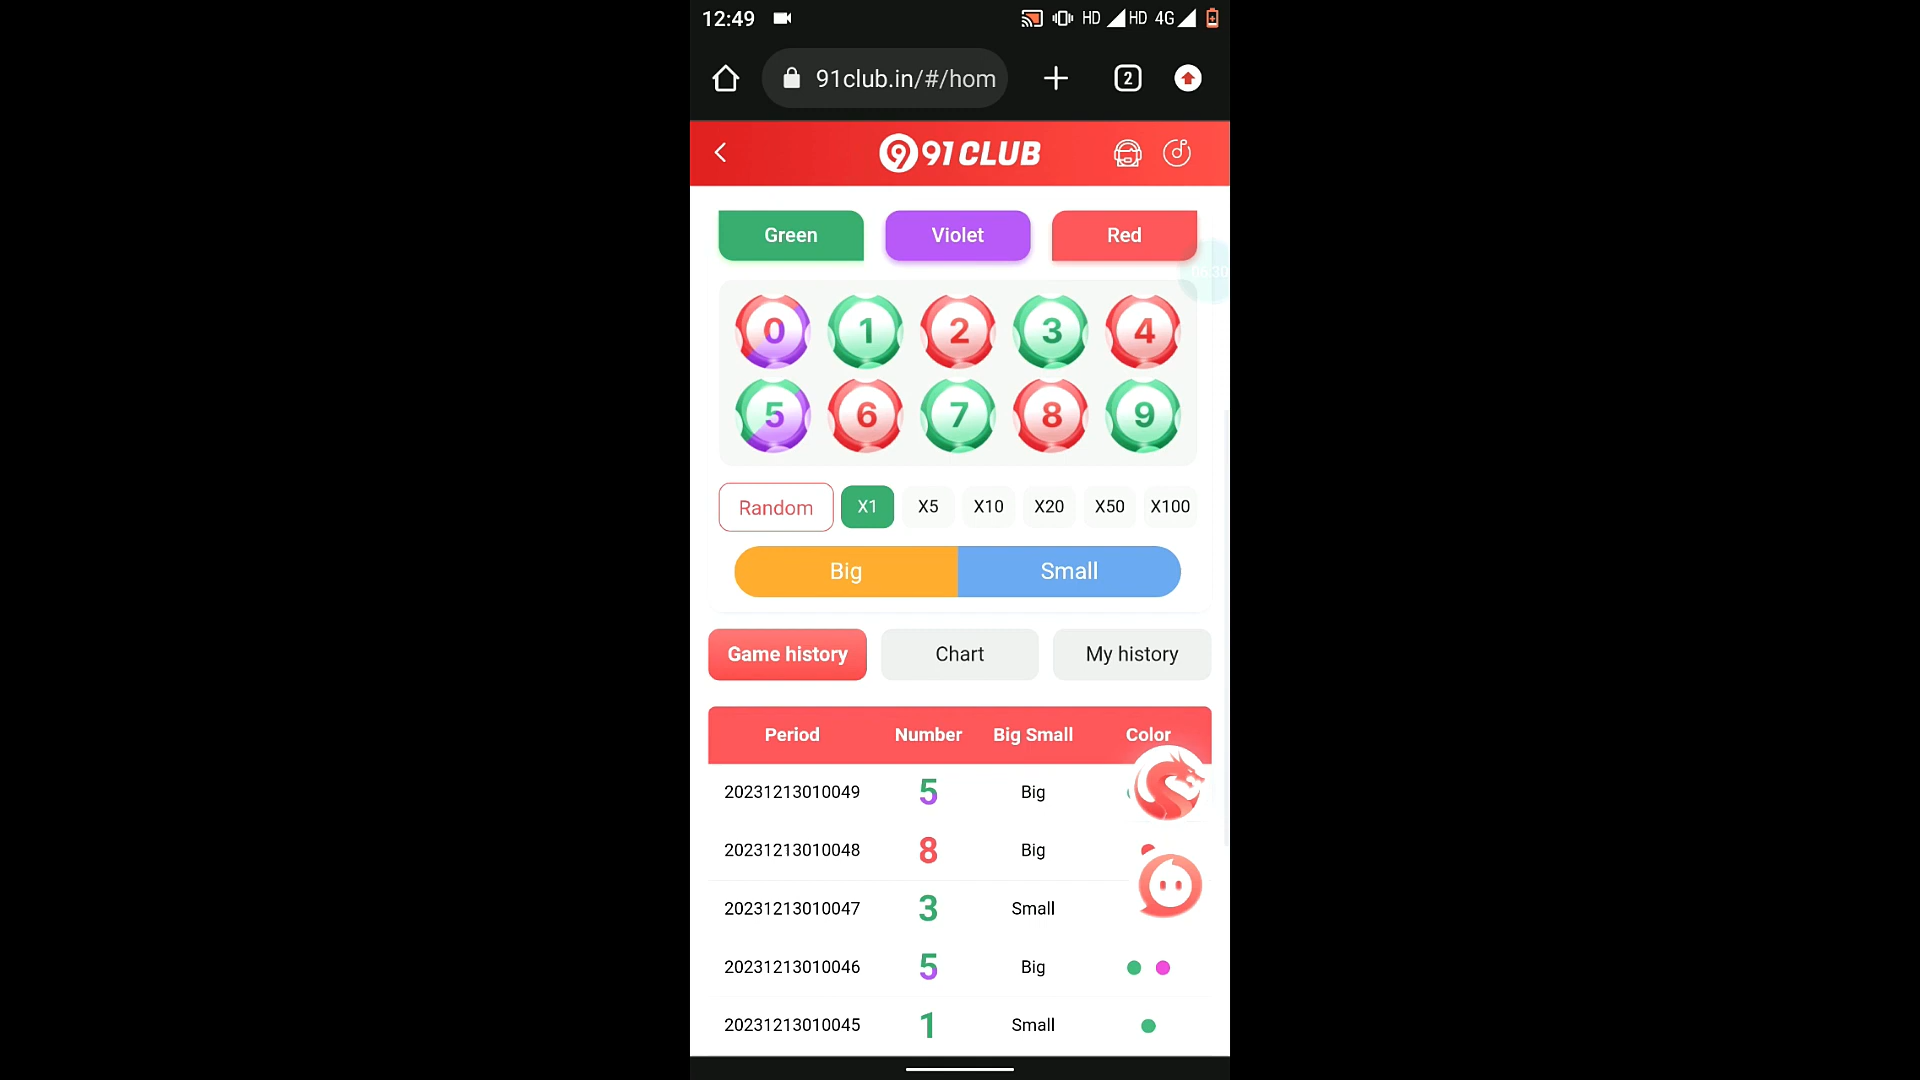 12:49 HD HD 4G
91club.in/#/hom 2
91 CLUB
Green Violet Red
0 1 2 3 4
5 6 7 8 9
Random X1 X5 X10 X20 X50 X100
Big Small
Game history Chart My history
Period Number Big Small Color
20231213010049 5 Big
20231213010048 8 Big
20231213010047 3 Small
20231213010046 5 Big
20231213010045 1 Small